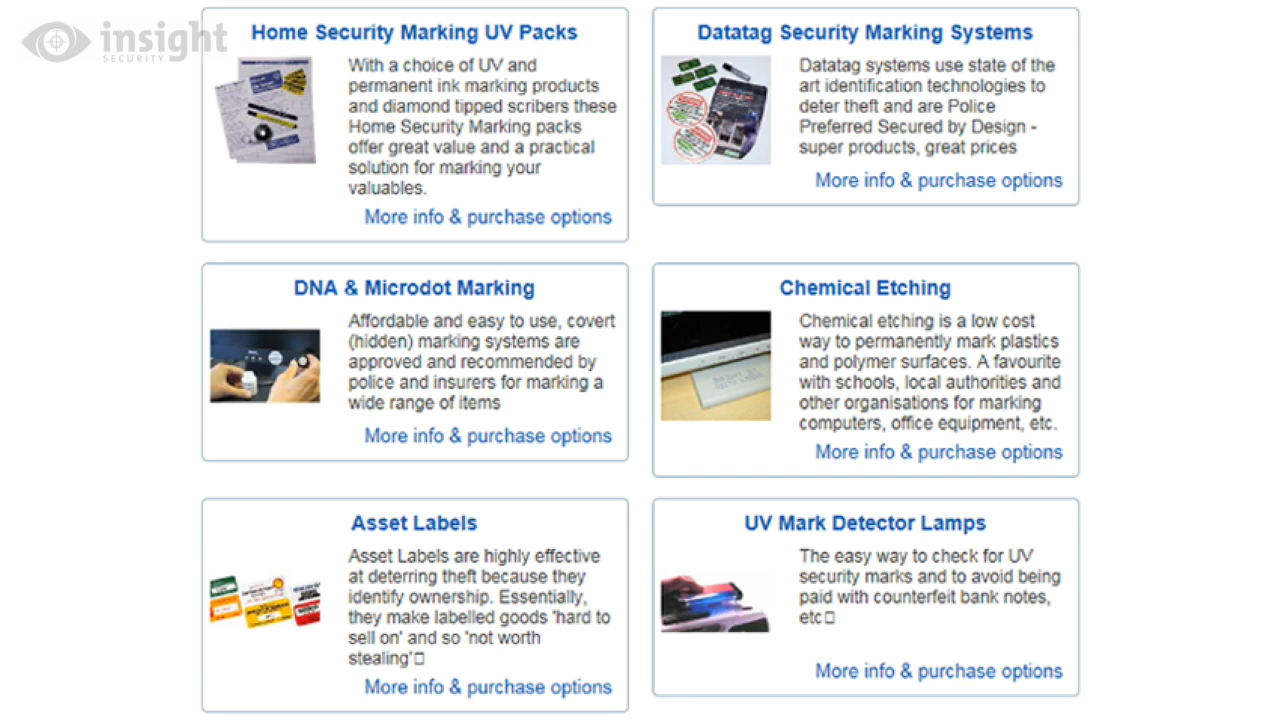 insight
SECURITY
Home Security Marking UV Packs
With a choice of UV and
permanent ink marking products
and diamond tipped scribers these
Home Security Marking packs
offer great value and a practical
solution for marking your
valuables.
More info & purchase options
Datatag Security Marking Systems
Datatag systems use state of the
art identification technologies to
deter theft and are Police
Preferred Secured by Design -
super products, great prices
More info & purchase options
DNA & Microdot Marking
Affordable and easy to use, covert
(hidden) marking systems are
approved and recommended by
police and insurers for marking a
wide range of items
More info & purchase options
Chemical Etching
Chemical etching is a low cost
way to permanently mark plastics
and polymer surfaces. A favourite
with schools, local authorities and
other organisations for marking
computers, office equipment, etc.
More info & purchase options
Asset Labels
Asset Labels are highly effective
at deterring theft because they
identify ownership. Essentially,
they make labelled goods 'hard to
sell on' and so 'not worth
stealing'
More info & purchase options
UV Mark Detector Lamps
The easy way to check for UV
security marks and to avoid being
paid with counterfeit bank notes,
etc
More info & purchase options